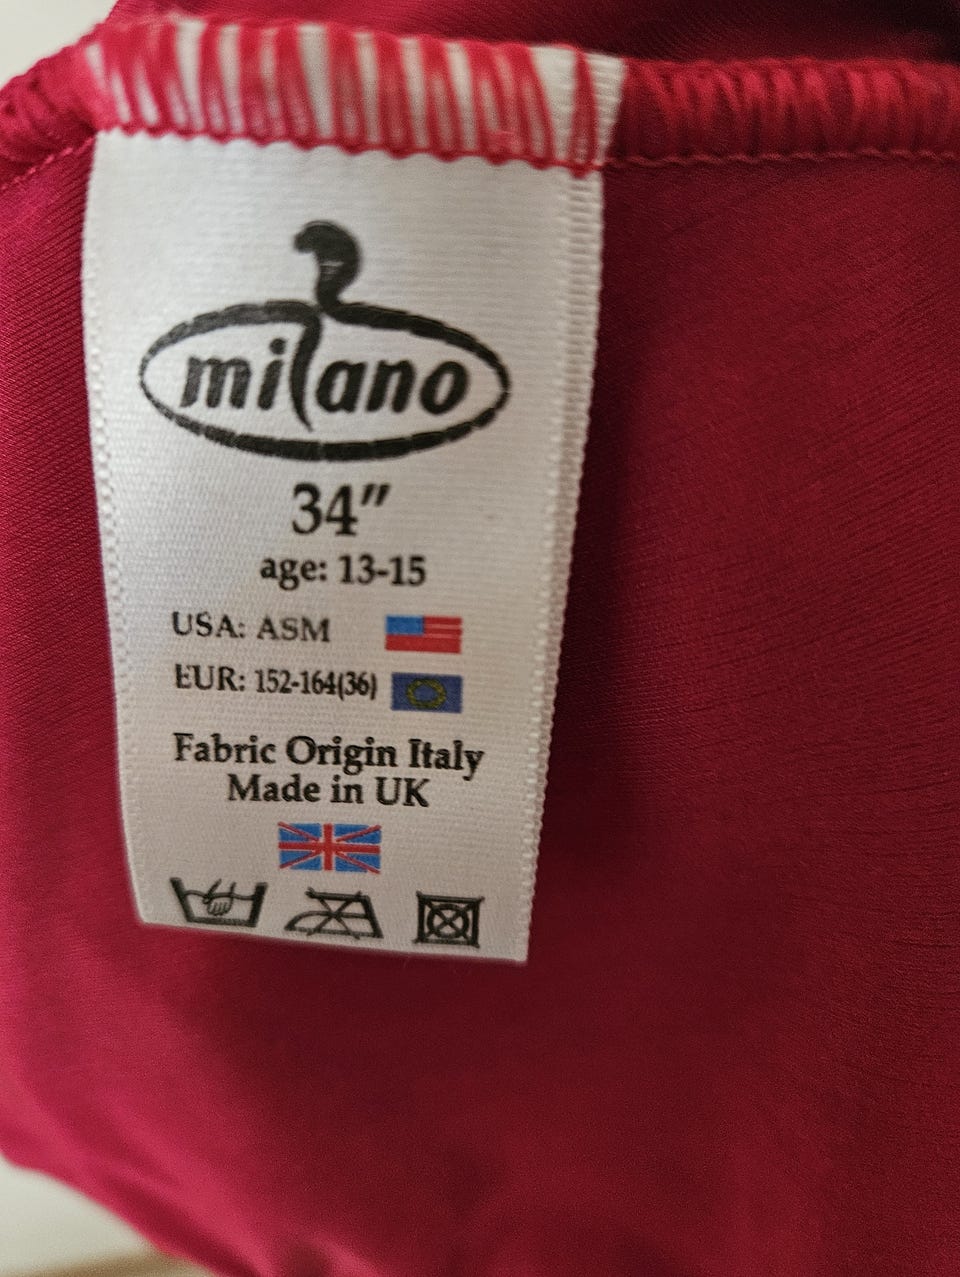 milano
34"
age: 13-15
USA: ASM
EUR: 152-164(36)
Fabric Origin Italy
Made in UK